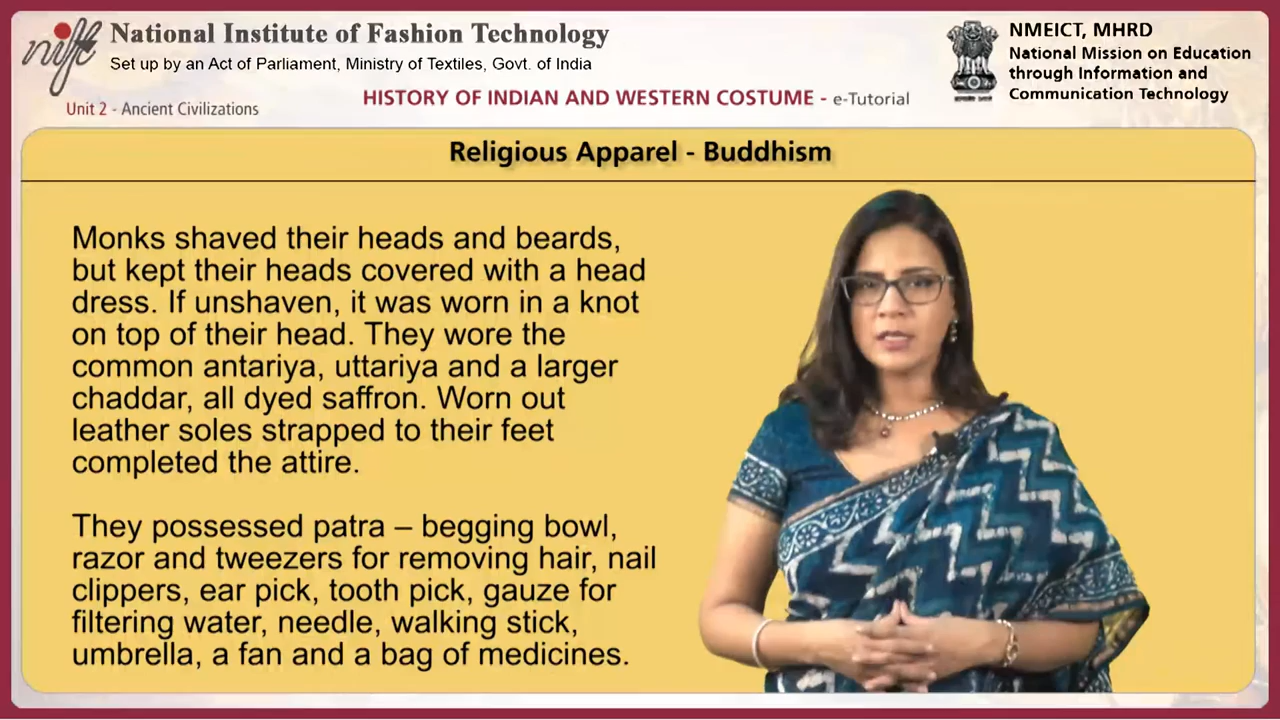 nift
National Institute of Fashion Technology
Set up by an Act of Parliament, Ministry of Textiles, Govt. of India
Unit 2 - Ancient Civilizations
HISTORY OF INDIAN AND WESTERN COSTUME - e-Tutorial
NMEICT, MHRD
National Mission on Education
through Information and
Communication Technology
Religious Apparel - Buddhism
Monks shaved their heads and beards,
but kept their heads covered with a head
dress. If unshaven, it was worn in a knot
on top of their head. They wore the
common antariya, uttariya and a larger
chaddar, all dyed saffron. Worn out
leather soles strapped to their feet
completed the attire.
They possessed patra – begging bowl,
razor and tweezers for removing hair, nail
clippers, ear pick, tooth pick, gauze for
filtering water, needle, walking stick,
umbrella, a fan and a bag of medicines.